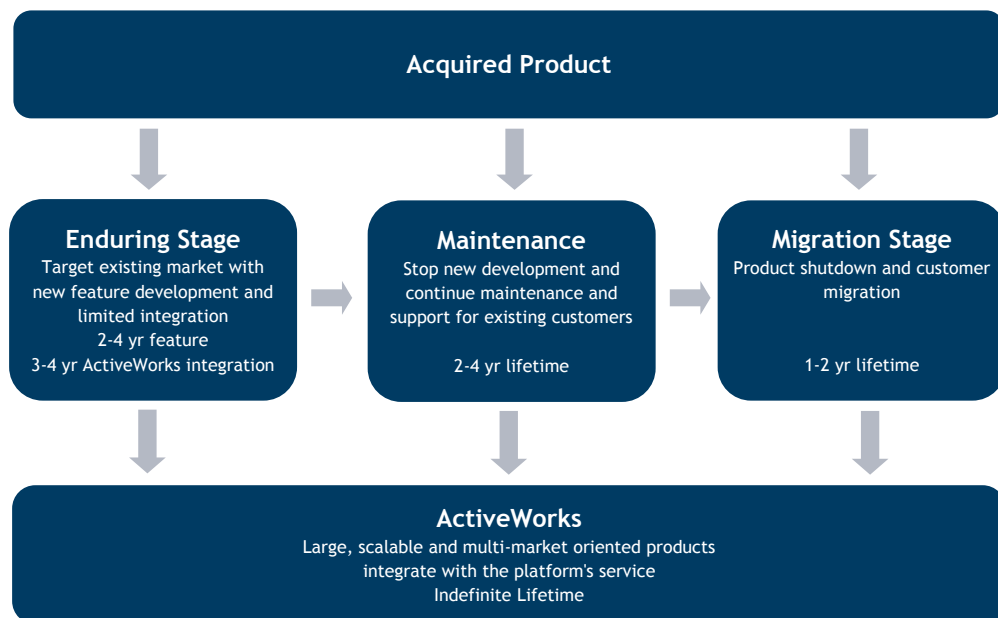 Acquired Product
Enduring Stage
Target existing market with
new feature development and
limited integration
2-4 yr feature
3-4 yr ActiveWorks integration
Maintenance
Stop new development and
continue maintenance and
support for existing customers
2-4 yr lifetime
Migration Stage
Product shutdown and customer
migration
1-2 yr lifetime
ActiveWorks
Large, scalable and multi-market oriented products
integrate with the platform's service
Indefinite Lifetime